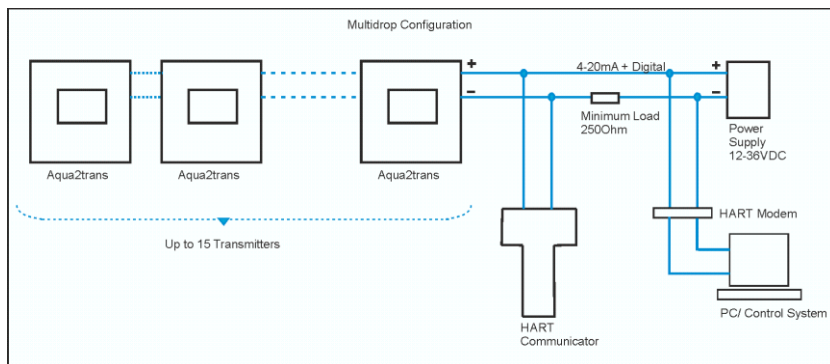 Multidrop Configuration
+
4-20mA + Digital
+
−
−
Minimum Load
250Ohm
Power
Supply
12-36VDC
Aqua2trans
Aqua2trans
Aqua2trans
Up to 15 Transmitters
HART Modem
PC/ Control System
HART
Communicator